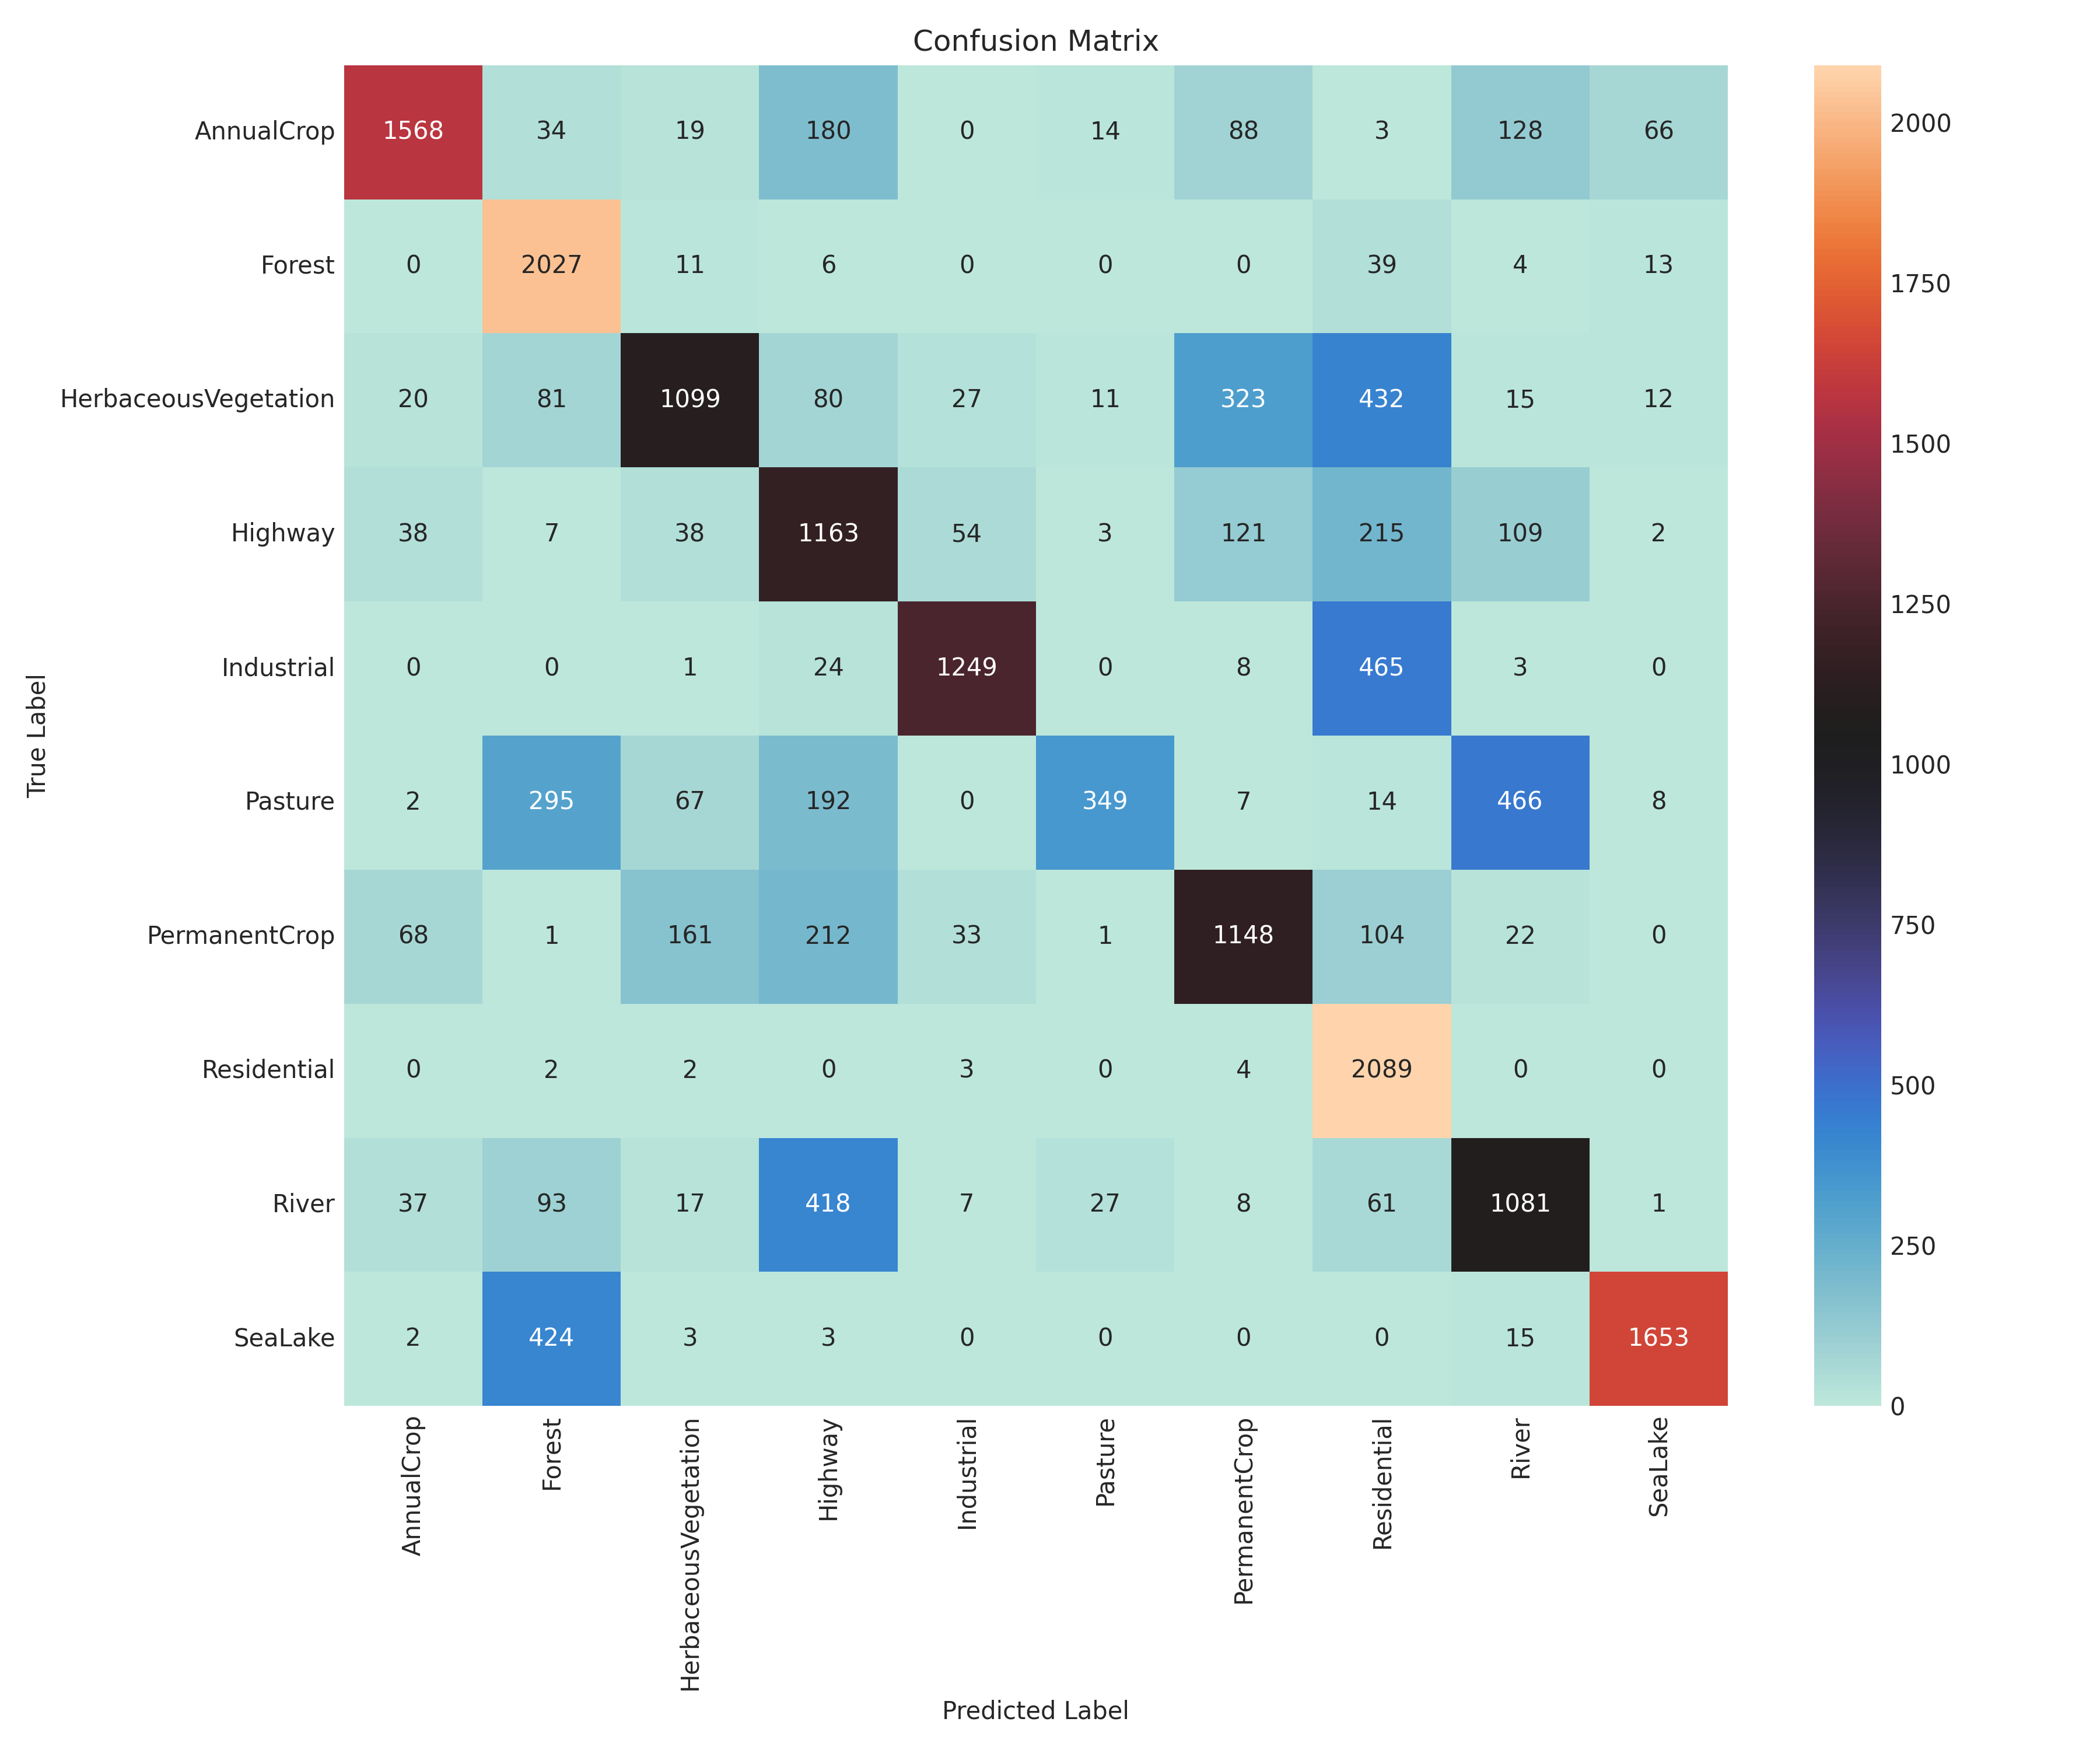 Confusion Matrix
AnnualCrop 1568 34 19 180 0 14 88 3 128 66
Forest 0 2027 11 6 0 0 0 39 4 13
HerbaceousVegetation 20 81 1099 80 27 11 323 432 15 12
Highway 38 7 38 1163 54 3 121 215 109 2
Industrial 0 0 1 24 1249 0 8 465 3 0
Pasture 2 295 67 192 0 349 7 14 466 8
PermanentCrop 68 1 161 212 33 1 1148 104 22 0
Residential 0 2 2 0 3 0 4 2089 0 0
River 37 93 17 418 7 27 8 61 1081 1
SeaLake 2 424 3 3 0 0 0 0 15 1653
True Label
AnnualCrop Forest HerbaceousVegetation Highway Industrial Pasture PermanentCrop Residential River SeaLake
Predicted Label
2000
1750
1500
1250
1000
750
500
250
0